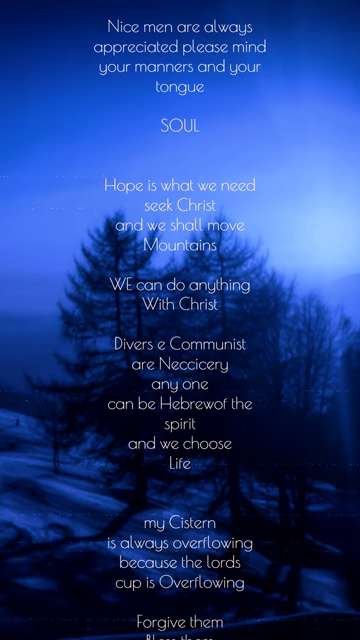 Nice men are always
appreciated please mind
your manners and your
tongue
SOUL
Hope is what we need
seek Christ
and we shall move
Mountains
WE can do anything
With Christ
Divers e Communist
are Neccicery
any one
can be Hebrewof the
spirit
and we choose
Life
my Cistern
is always overflowing
because the lords
cup is Overflowing
Forgive them
Bless them